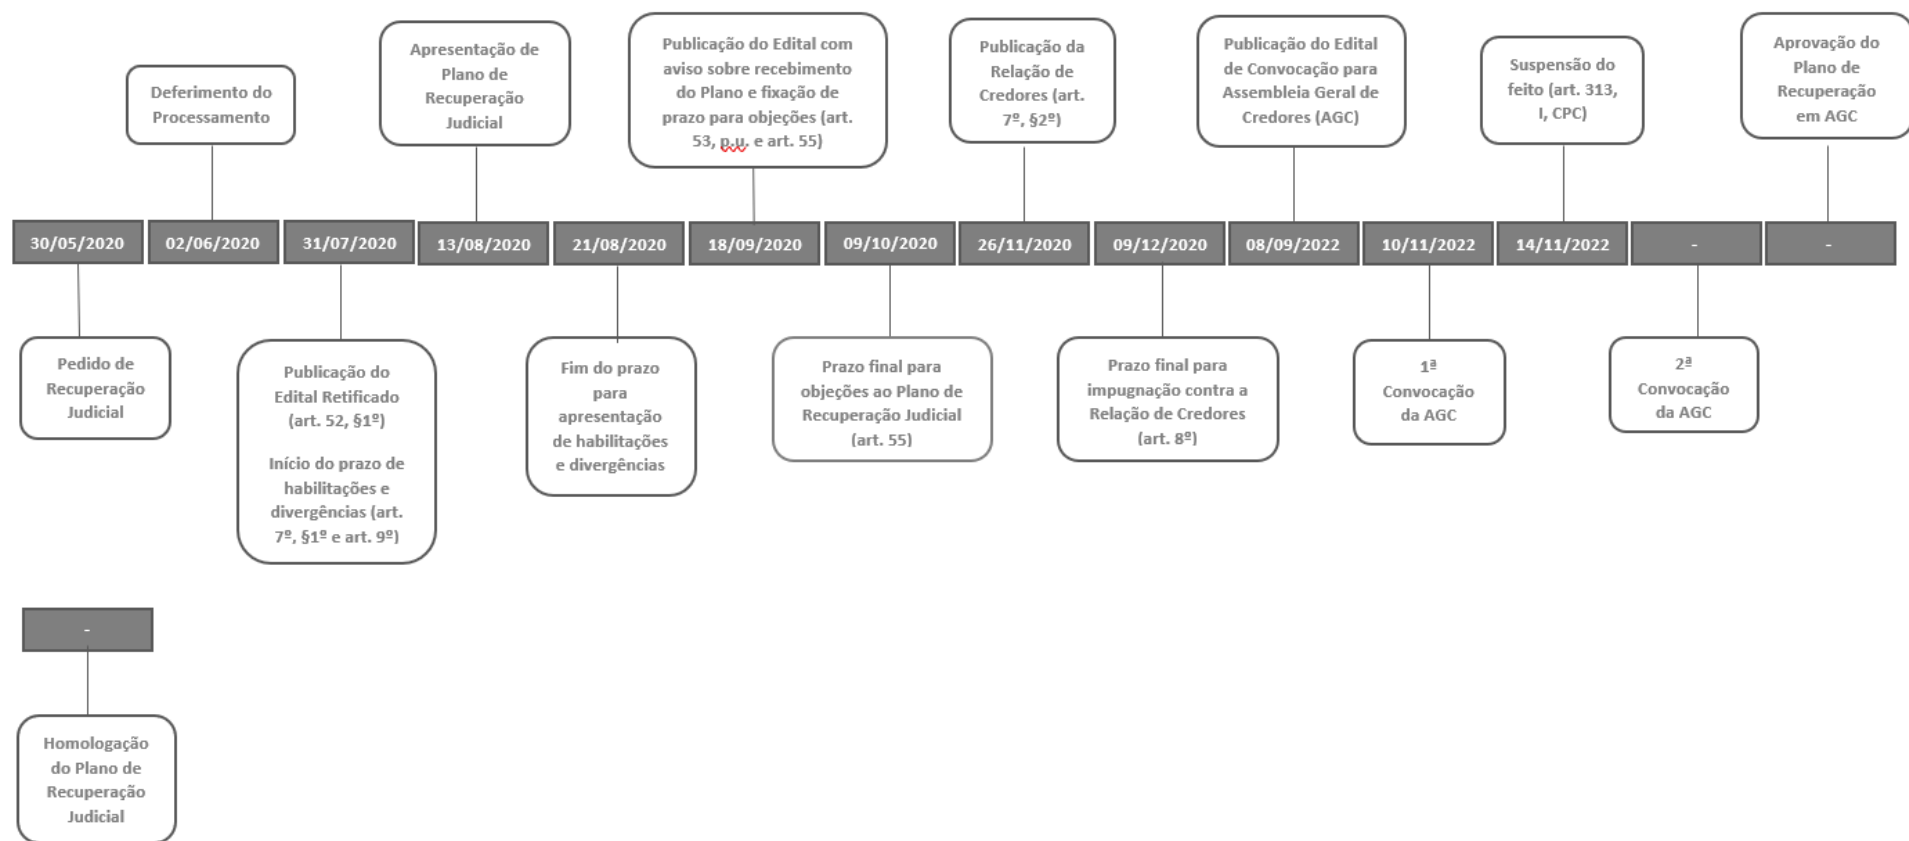 Deferimento do
Processamento
Apresentação de
Plano de
Recuperação
Judicial
Publicação do Edital com
aviso sobre recebimento
do Plano e fixação de
prazo para objeções (art.
53, p.u. e art. 55)
Publicação da
Relação de
Credores (art.
7º, §2º)
Publicação do Edital
de Convocação para
Assembleia Geral de
Credores (AGC)
Suspensão do
feito (art. 313,
I, CPC)
Aprovação do
Plano de
Recuperação
em AGC
30/05/2020
02/06/2020
31/07/2020
13/08/2020
21/08/2020
18/09/2020
09/10/2020
26/11/2020
09/12/2020
08/09/2022
10/11/2022
14/11/2022
-
-
Pedido de
Recuperação
Judicial
Publicação do
Edital Retificado
(art. 52, §1º)
Início do prazo de
habilitações e
divergências (art.
7º, §1º e art. 9º)
Fim do prazo
para
apresentação
de habilitações
e divergências
Prazo final para
objeções ao Plano de
Recuperação Judicial
(art. 55)
Prazo final para
impugnação contra a
Relação de Credores
(art. 8º)
1ª
Convocação
da AGC
2ª
Convocação
da AGC
-
Homologação
do Plano de
Recuperação
Judicial